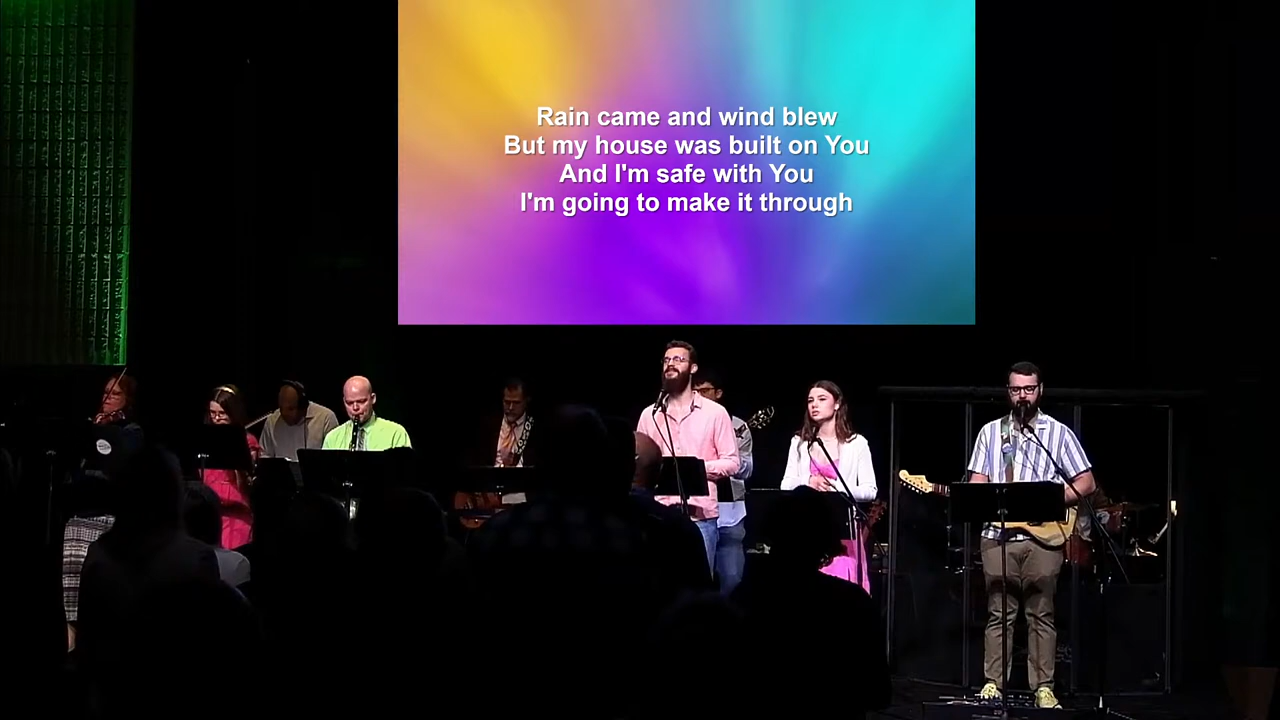 Rain came and wind blew
But my house was built on You
And I'm safe with You
I'm going to make it through